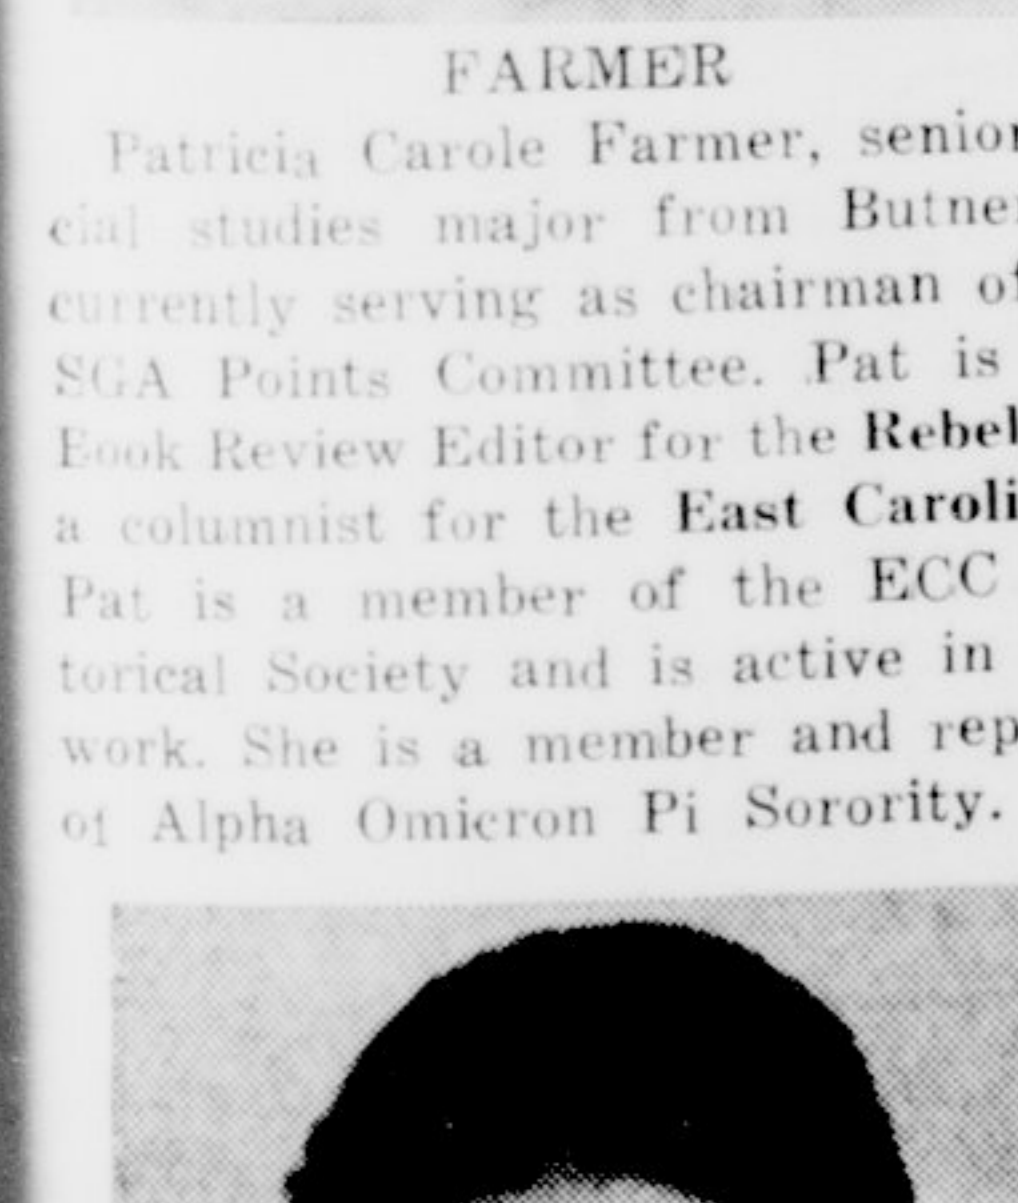 FARMER
Patricia Carole Farmer, senior
cial studies major from Butner
currently serving as chairman of
SGA Points Committee. Pat is
Book Review Editor for the Rebel
a columnist for the East Caroli
Pat is a member of the ECC
torical Society and is active in
work. She is a member and rep
of Alpha Omicron Pi Sorority.